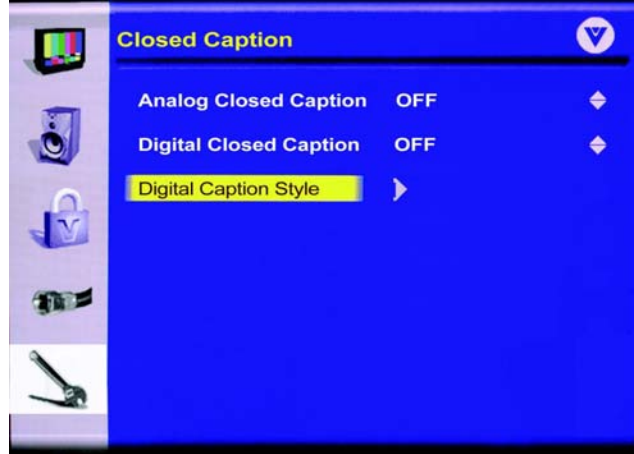 Closed Caption
V
Analog Closed Caption OFF
Digital Closed Caption OFF
Digital Caption Style
V